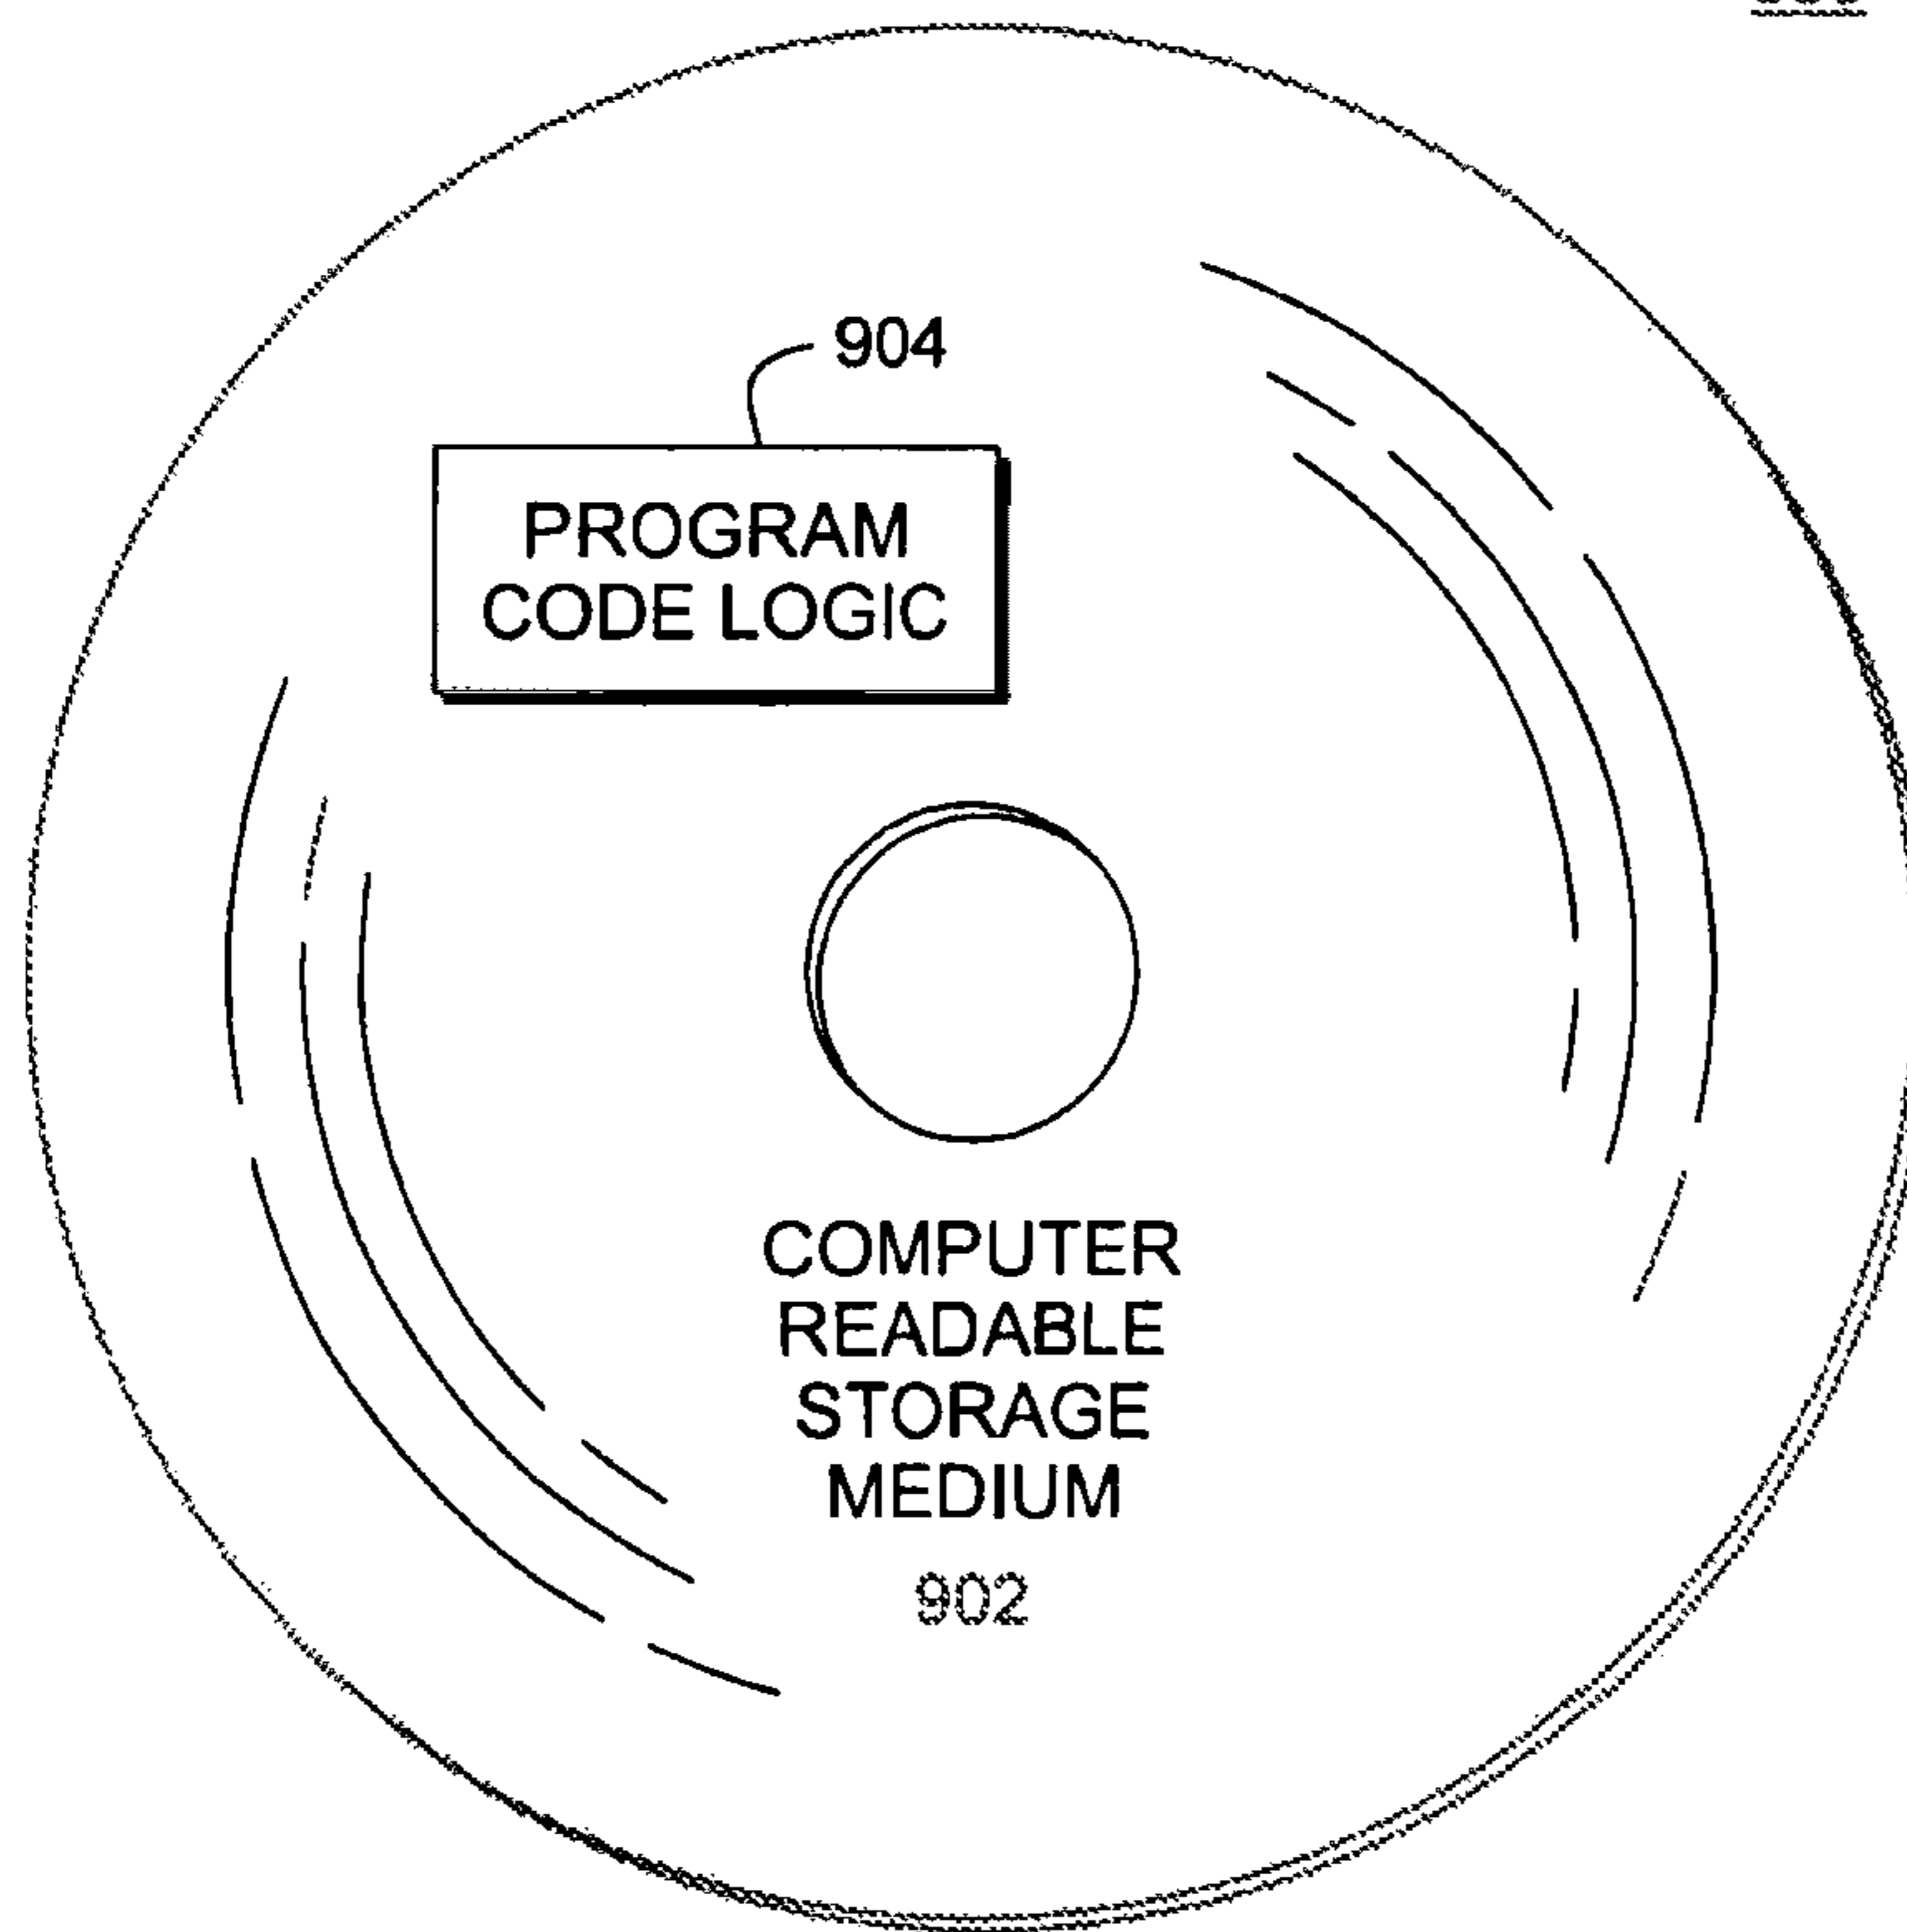 904
PROGRAM
CODE LOGIC
COMPUTER
READABLE
STORAGE
MEDIUM
902